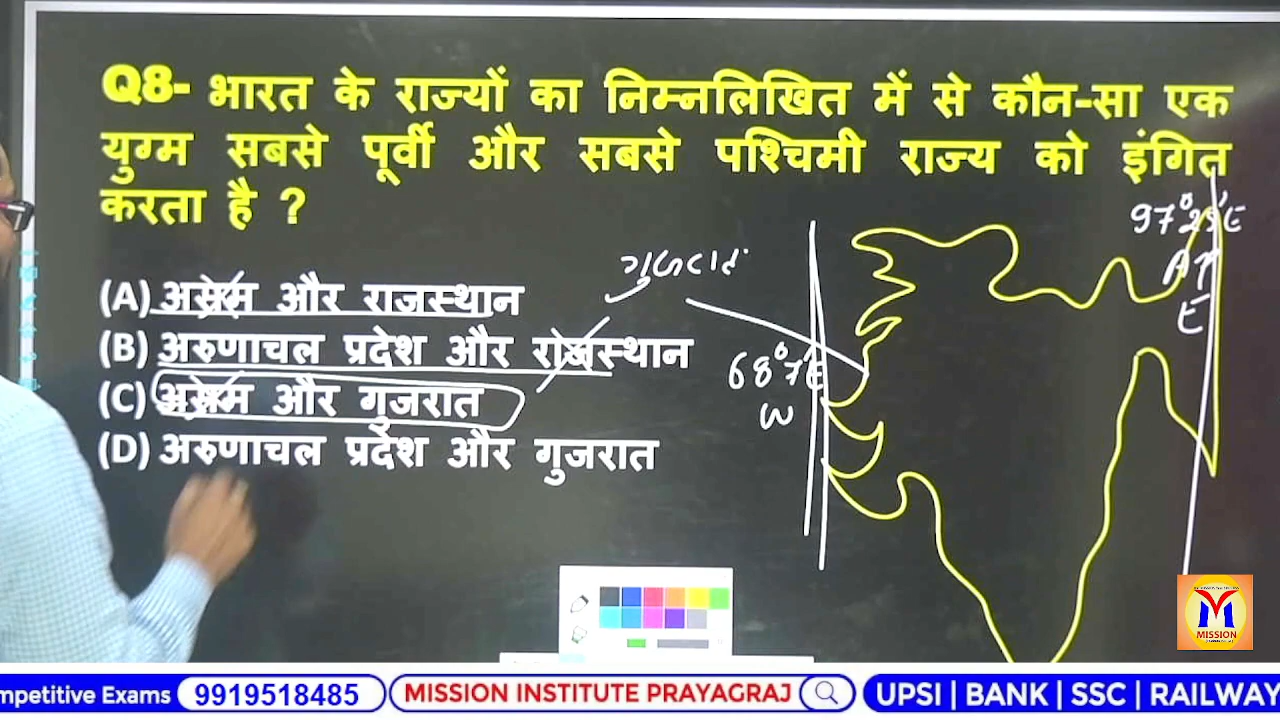 Q8- भारत के राज्यों का निम्नलिखित में से कौन-सा एक
युग्म सबसे पूर्वी और सबसे पश्चिमी राज्य को इंगित
करता है ?
(A) असम और राजस्थान
(B) अरुणाचल प्रदेश और राजस्थान
(C) असम और गुजरात
(D) अरुणाचल प्रदेश और गुजरात
गुजरात
68°7'E
W
97°25'E
E
MISSION
mpetitive Exams 9919518485 MISSION INSTITUTE PRAYAGRAJ UPSI | BANK | SSC | RAILWAY